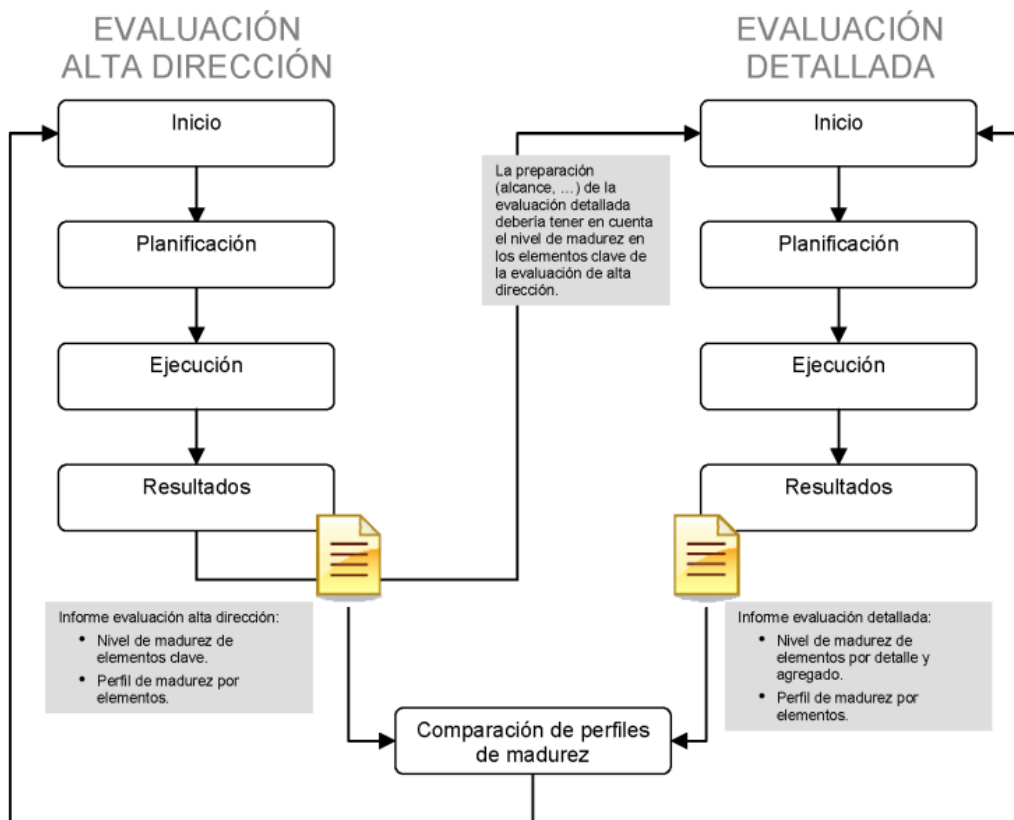 EVALUACIÓN
ALTA DIRECCIÓN
Inicio
Planificación
Ejecución
Resultados
Informe evaluación alta dirección:
• Nivel de madurez de
elementos clave.
• Perfil de madurez por
elementos.
La preparación
(alcance, ...) de la
evaluación detallada
debería tener en cuenta
el nivel de madurez en
los elementos clave de
la evaluación de alta
dirección.
EVALUACIÓN
DETALLADA
Inicio
Planificación
Ejecución
Resultados
Informe evaluación detallada:
• Nivel de madurez de
elementos por detalle y
agregado.
• Perfil de madurez por
elementos.
Comparación de perfiles
de madurez